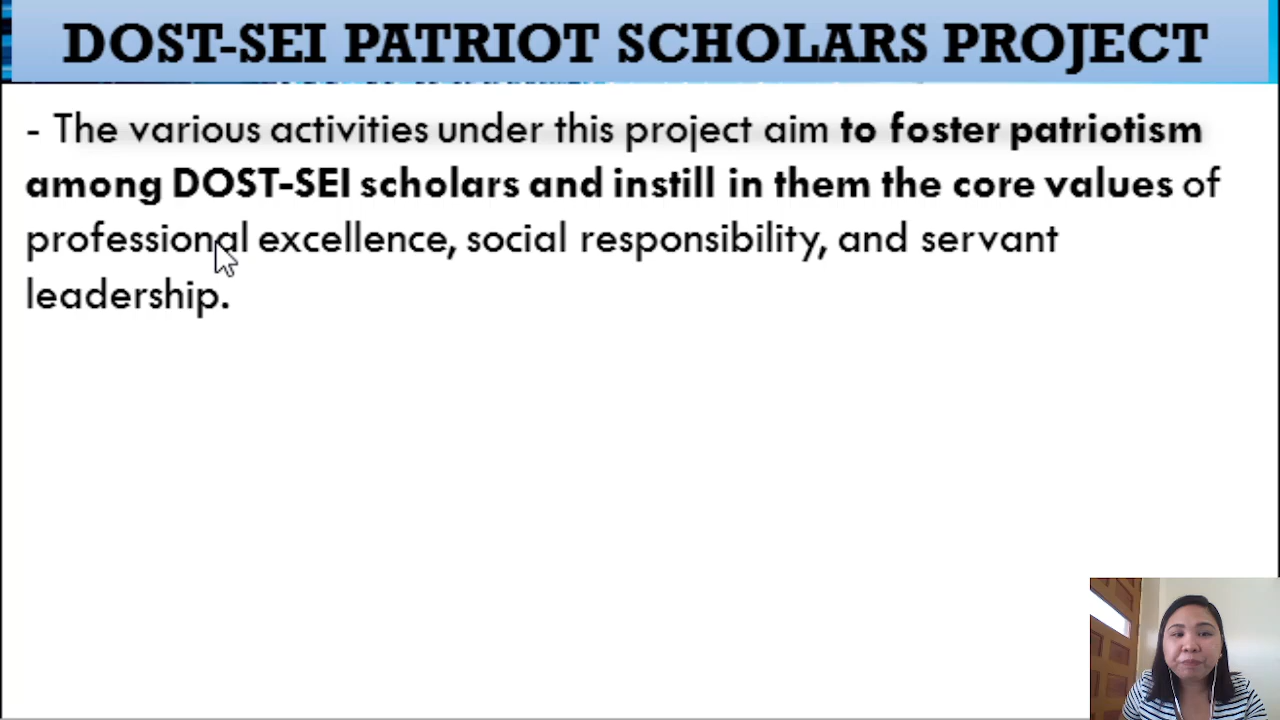 DOST-SEI PATRIOT SCHOLARS PROJECT
- The various activities under this project aim to foster patriotism
among DOST-SEI scholars and instill in them the core values of
professional excellence, social responsibility, and servant
leadership.